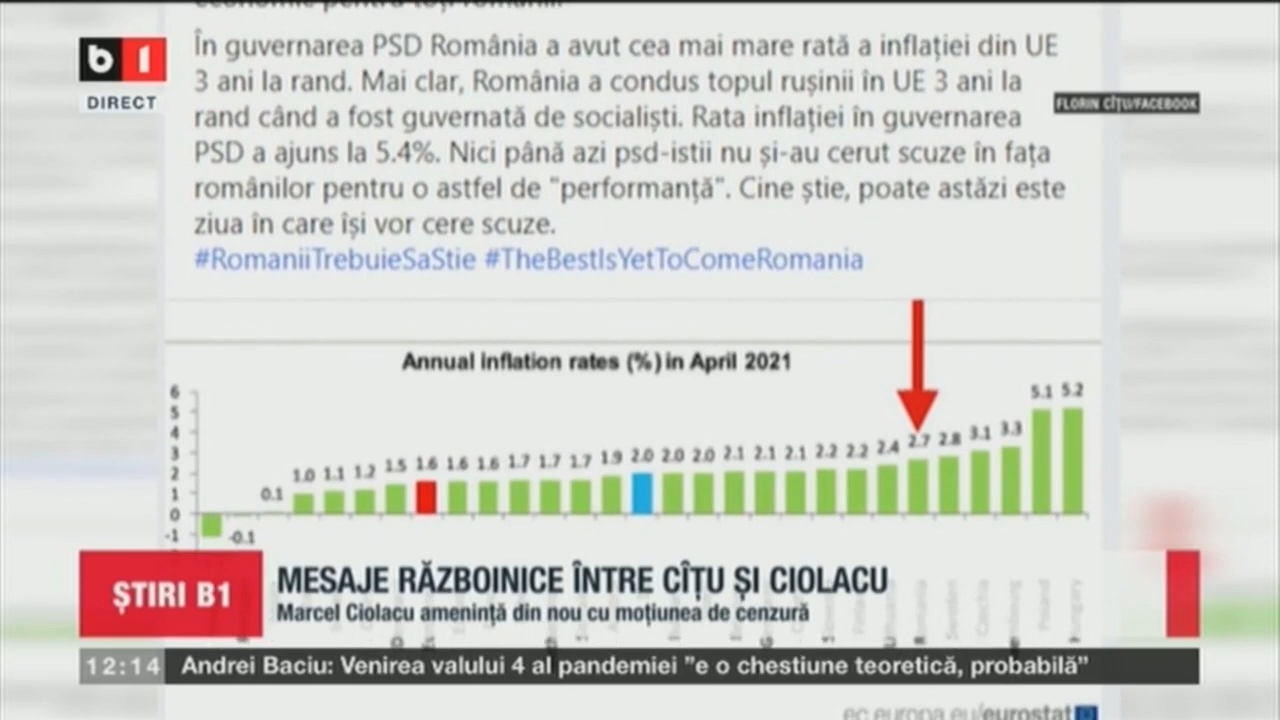 b1
DIRECT
FLORIN CÎȚU/FACEBOOK
În guvernarea PSD România a avut cea mai mare rată a inflației din UE
3 ani la rand. Mai clar, România a condus topul rușinii în UE 3 ani la
rand când a fost guvernată de socialiști. Rata inflației în guvernarea
PSD a ajuns la 5.4%. Nici până azi psd-istii nu și-au cerut scuze în fața
românilor pentru o astfel de "performanță". Cine știe, poate astăzi este
ziua în care își vor cere scuze.
#RomaniiTrebuieSaStie #TheBestIsYetToComeRomania
Annual inflation rates (%) in April 2021
6
5
4
3
2
1
0
-1
-0.1 0.1 1.0 1.1 1.2 1.5 1.6 1.6 1.6 1.7 1.7 1.7 1.9 2.0 2.0 2.0 2.1 2.1 2.1 2.2 2.2 2.4 2.7 2.8 3.1 3.3 5.1 5.2
ȘTIRI B1
MESAJE RĂZBOINICE ÎNTRE CÎȚU ȘI CIOLACU
Marcel Ciolacu amenință din nou cu moțiunea de cenzură
12:14 Andrei Baciu: Venirea valului 4 al pandemiei "e o chestiune teoretică, probabilă"
ec.europa.eu/eurostat